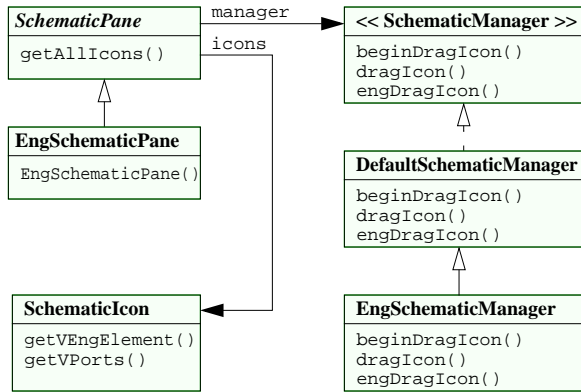 SchematicPane
getAllIcons()
manager
icons
<< SchematicManager >>
beginDragIcon()
dragIcon()
engDragIcon()
EngSchematicPane
EngSchematicPane()
DefaultSchematicManager
beginDragIcon()
dragIcon()
engDragIcon()
SchematicIcon
getVEngElement()
getVPorts()
EngSchematicManager
beginDragIcon()
dragIcon()
engDragIcon()